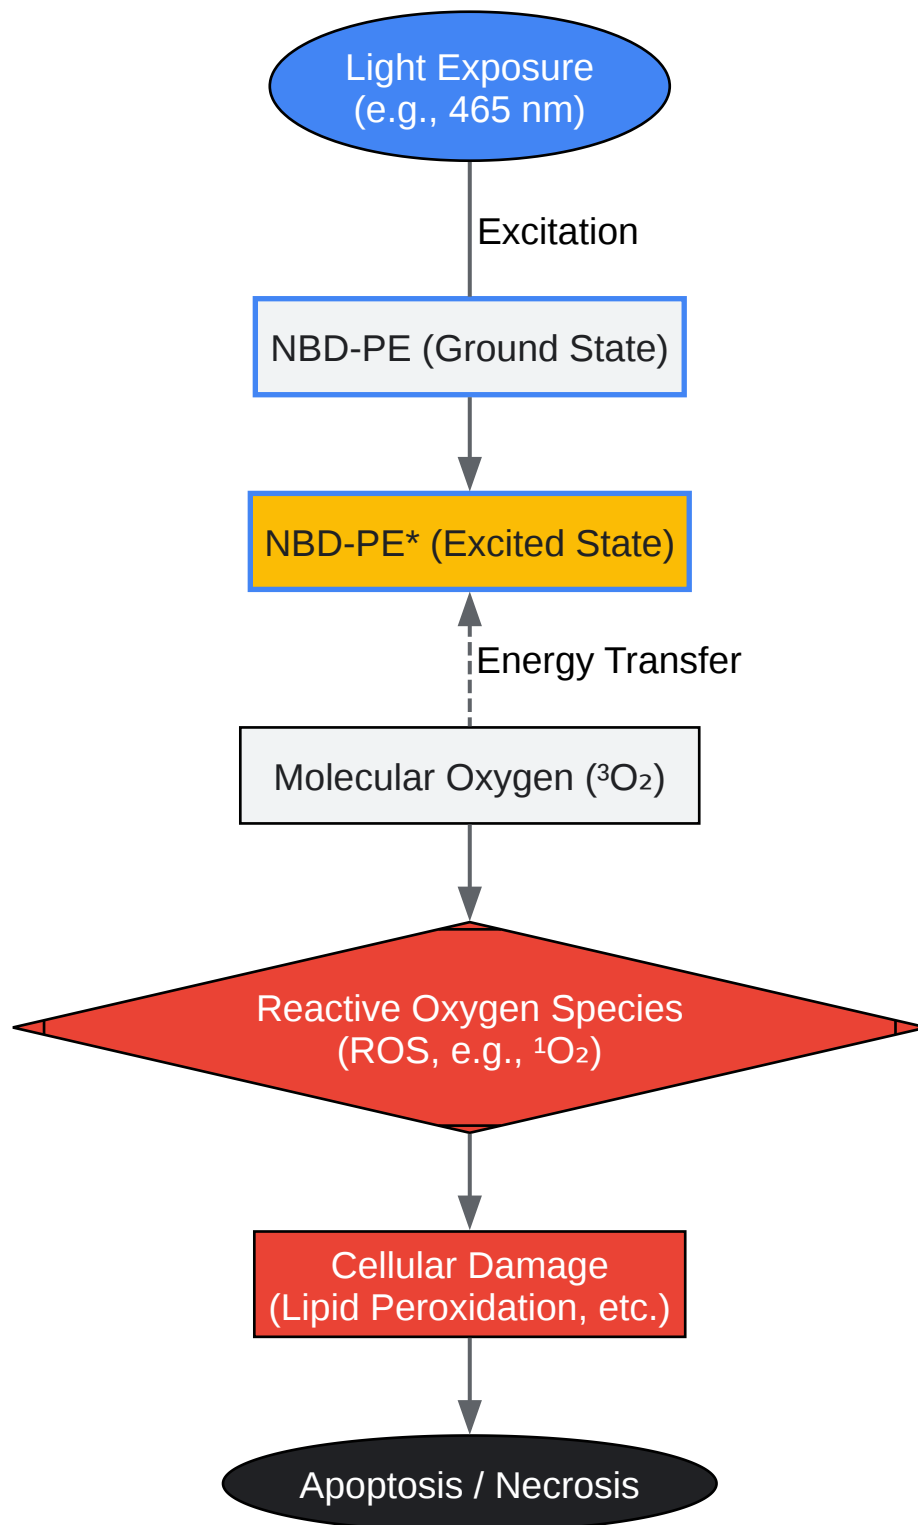 Light Exposure
(e.g., 465 nm)
Excitation
NBD-PE (Ground State)
NBD-PE* (Excited State)
Energy Transfer
Molecular Oxygen (³O₂)
Reactive Oxygen Species
(ROS, e.g., ¹O₂)
Cellular Damage
(Lipid Peroxidation, etc.)
Apoptosis / Necrosis